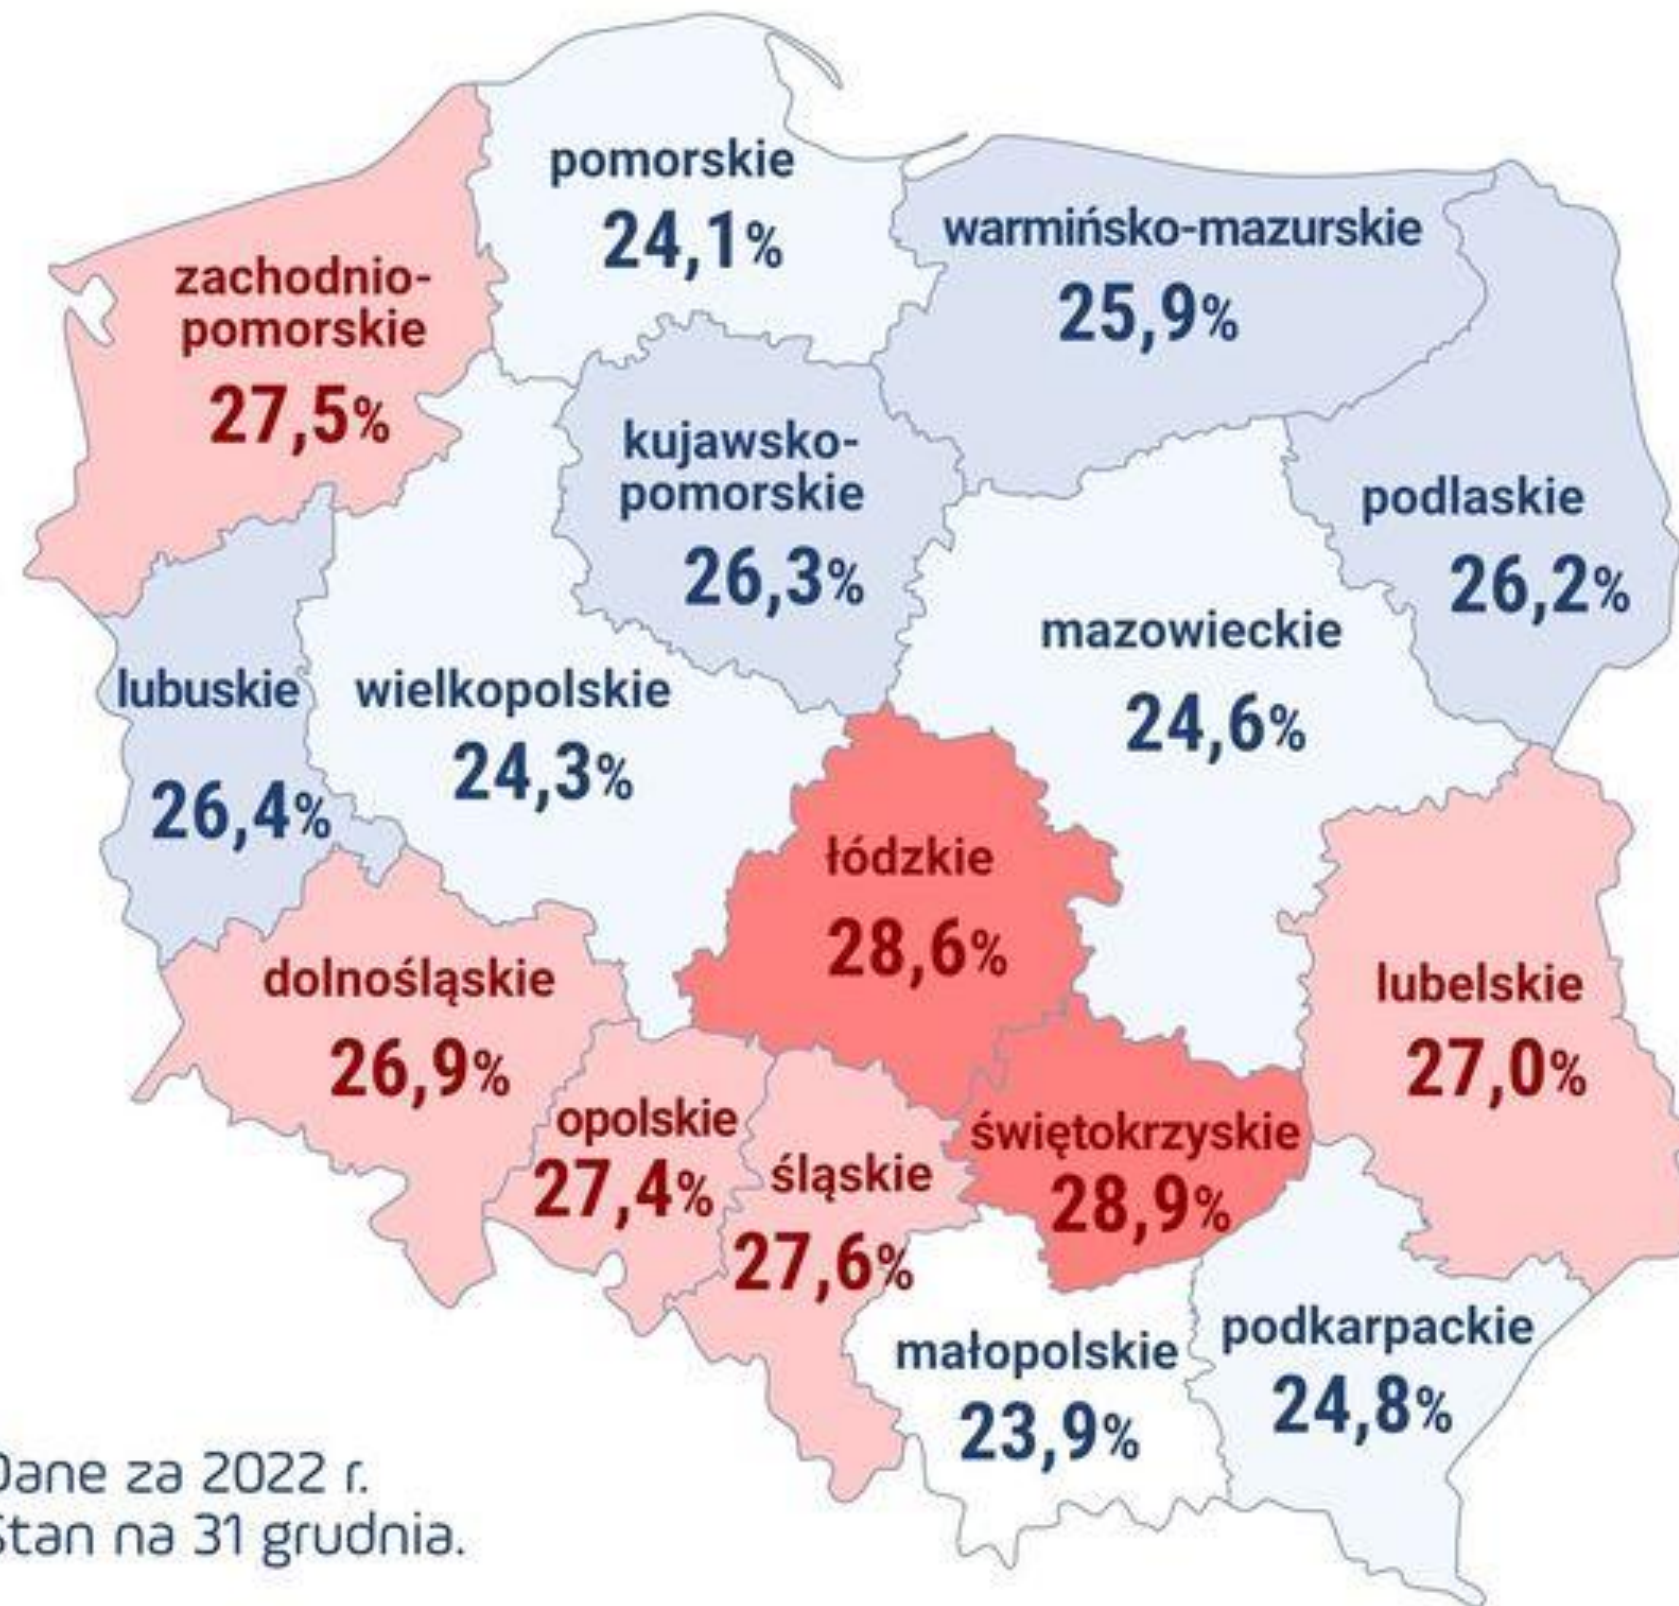 pomorskie
24,1%
warmińsko-mazurskie
25,9%
zachodnio-
pomorskie
27,5%
kujawsko-
pomorskie
26,3%
podlaskie
26,2%
mazowieckie
24,6%
lubuskie
26,4%
wielkopolskie
24,3%
łódzkie
28,6%
dolnośląskie
26,9%
lubelskie
27,0%
opolskie
27,4%
śląskie
27,6%
świętokrzyskie
28,9%
małopolskie
23,9%
podkarpackie
24,8%
Dane za 2022 r.
Stan na 31 grudnia.